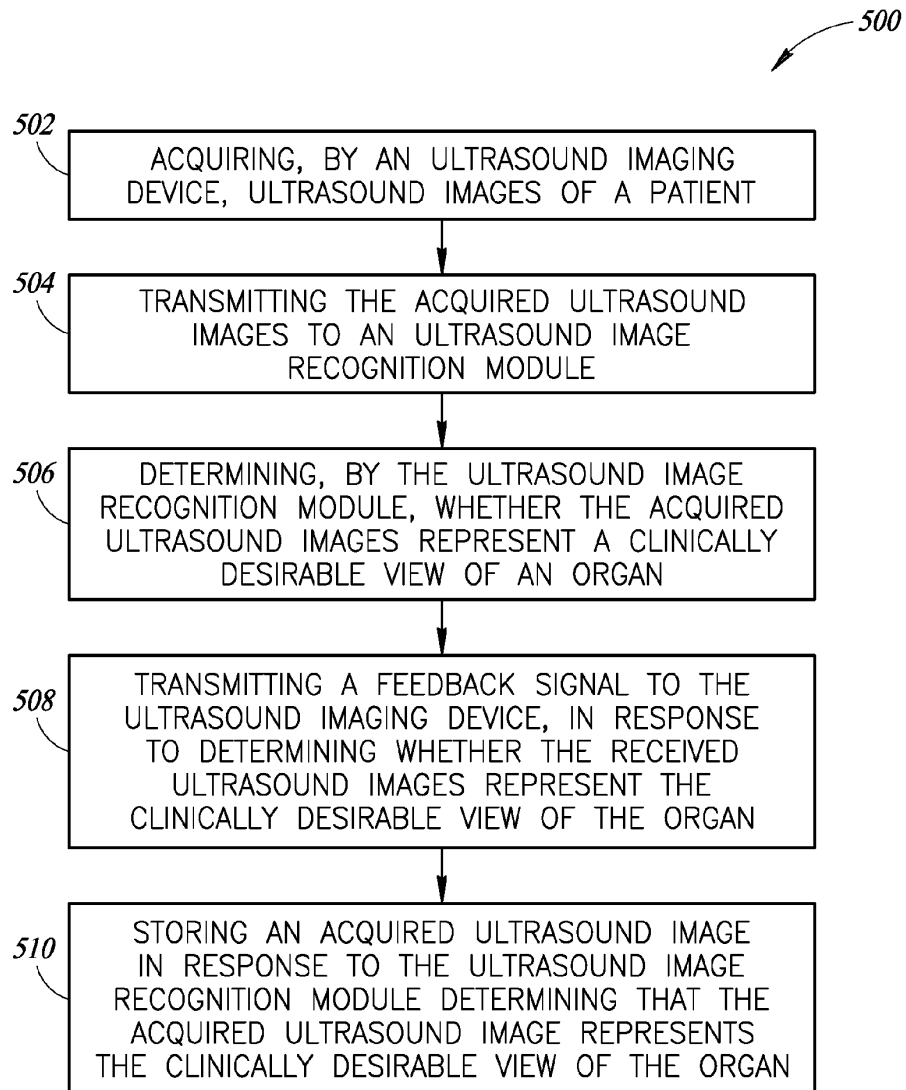 500
502
ACQUIRING, BY AN ULTRASOUND IMAGING
DEVICE, ULTRASOUND IMAGES OF A PATIENT
504
TRANSMITTING THE ACQUIRED ULTRASOUND
IMAGES TO AN ULTRASOUND IMAGE
RECOGNITION MODULE
506
DETERMINING, BY THE ULTRASOUND IMAGE
RECOGNITION MODULE, WHETHER THE ACQUIRED
ULTRASOUND IMAGES REPRESENT A CLINICALLY
DESIRABLE VIEW OF AN ORGAN
508
TRANSMITTING A FEEDBACK SIGNAL TO THE
ULTRASOUND IMAGING DEVICE, IN RESPONSE
TO DETERMINING WHETHER THE RECEIVED
ULTRASOUND IMAGES REPRESENT THE
CLINICALLY DESIRABLE VIEW OF THE ORGAN
510
STORING AN ACQUIRED ULTRASOUND IMAGE
IN RESPONSE TO THE ULTRASOUND IMAGE
RECOGNITION MODULE DETERMINING THAT THE
ACQUIRED ULTRASOUND IMAGE REPRESENTS
THE CLINICALLY DESIRABLE VIEW OF THE ORGAN